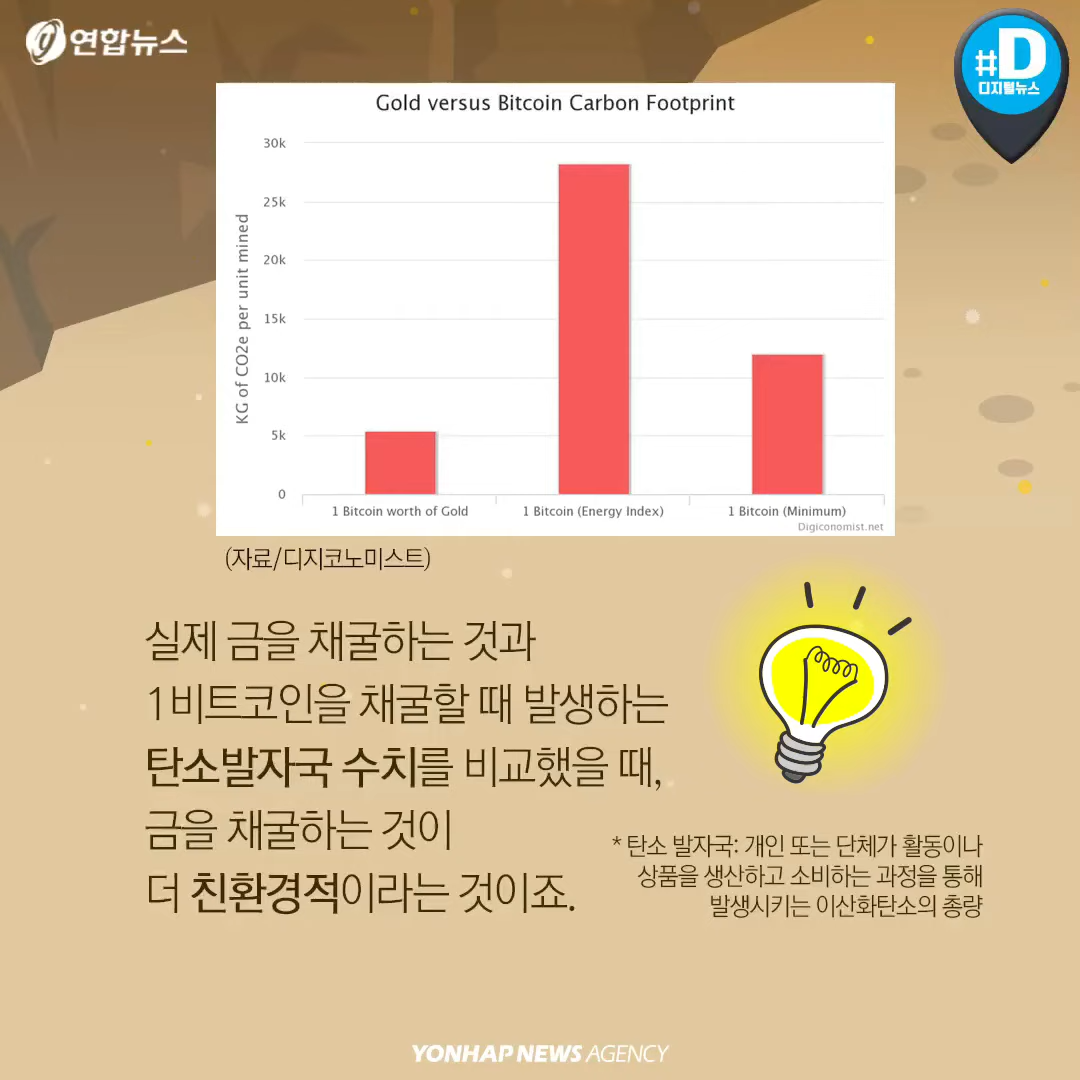 연합뉴스
#D
디지털뉴스
Gold versus Bitcoin Carbon Footprint
KG of CO2e per unit mined
30k
25k
20k
15k
10k
5k
0
1 Bitcoin worth of Gold
1 Bitcoin (Energy Index)
1 Bitcoin (Minimum)
Digiconomist.net
(자료/디지코노미스트)
실제 금을 채굴하는 것과
1비트코인을 채굴할 때 발생하는
탄소발자국 수치를 비교했을 때,
금을 채굴하는 것이
더 친환경적이라는 것이죠.
* 탄소 발자국: 개인 또는 단체가 활동이나
상품을 생산하고 소비하는 과정을 통해
발생시키는 이산화탄소의 총량
YONHAP NEWS AGENCY